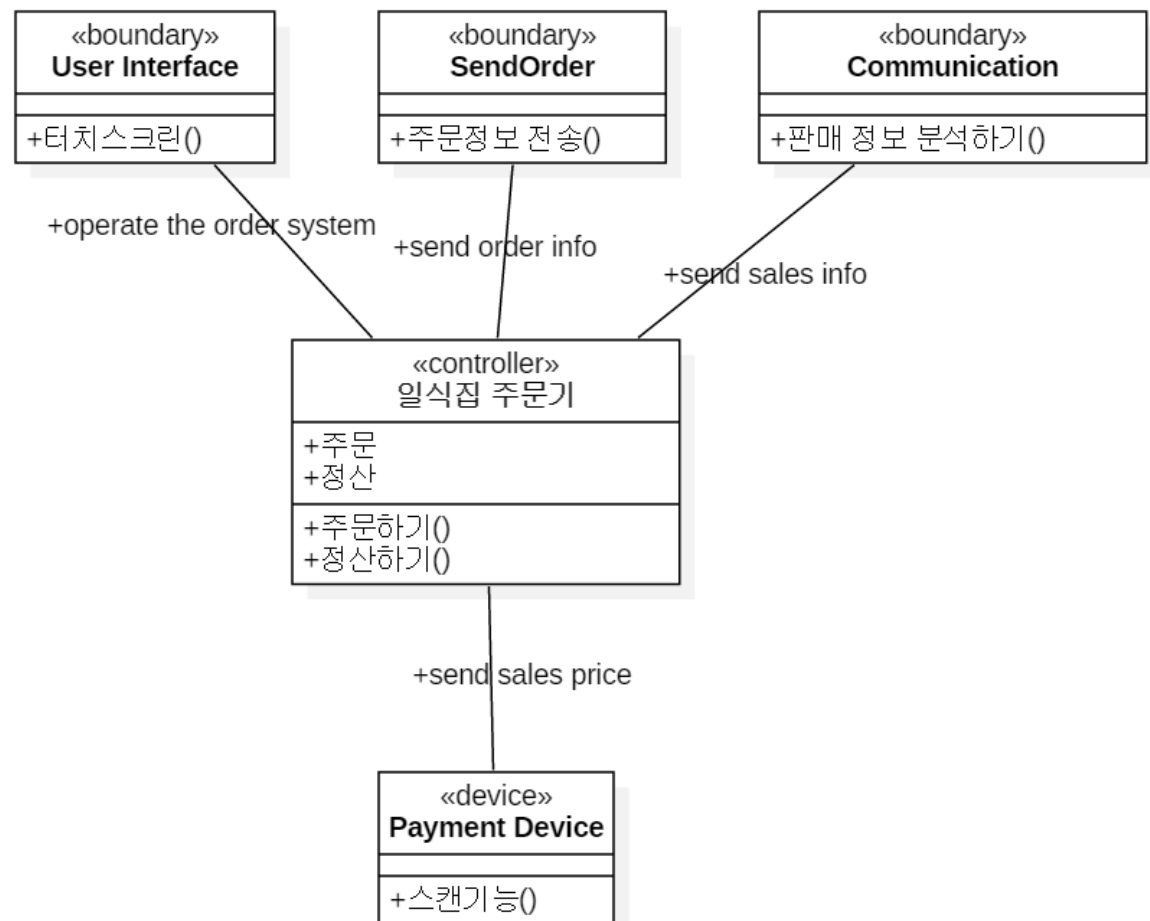 «boundary»
User Interface
+터치스크린()
«boundary»
SendOrder
+주문정보 전송()
«boundary»
Communication
+판매 정보 분석하기()
+operate the order system
+send order info
+send sales info
«controller»
일식집 주문기
+주문
+정산
+주문하기()
+정산하기()
+send sales price
«device»
Payment Device
+스캔기능()